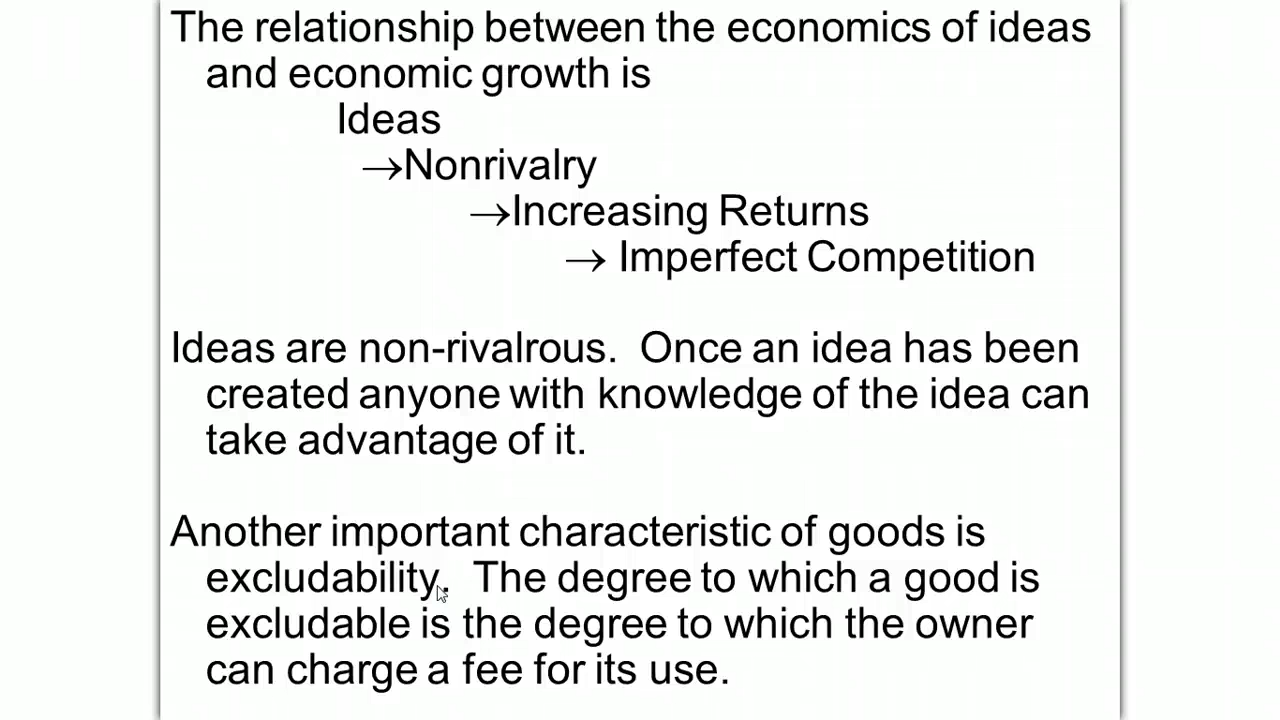 The relationship between the economics of ideas
and economic growth is
Ideas
→Nonrivalry
→Increasing Returns
→ Imperfect Competition
Ideas are non-rivalrous. Once an idea has been
created anyone with knowledge of the idea can
take advantage of it.
Another important characteristic of goods is
excludability. The degree to which a good is
excludable is the degree to which the owner
can charge a fee for its use.